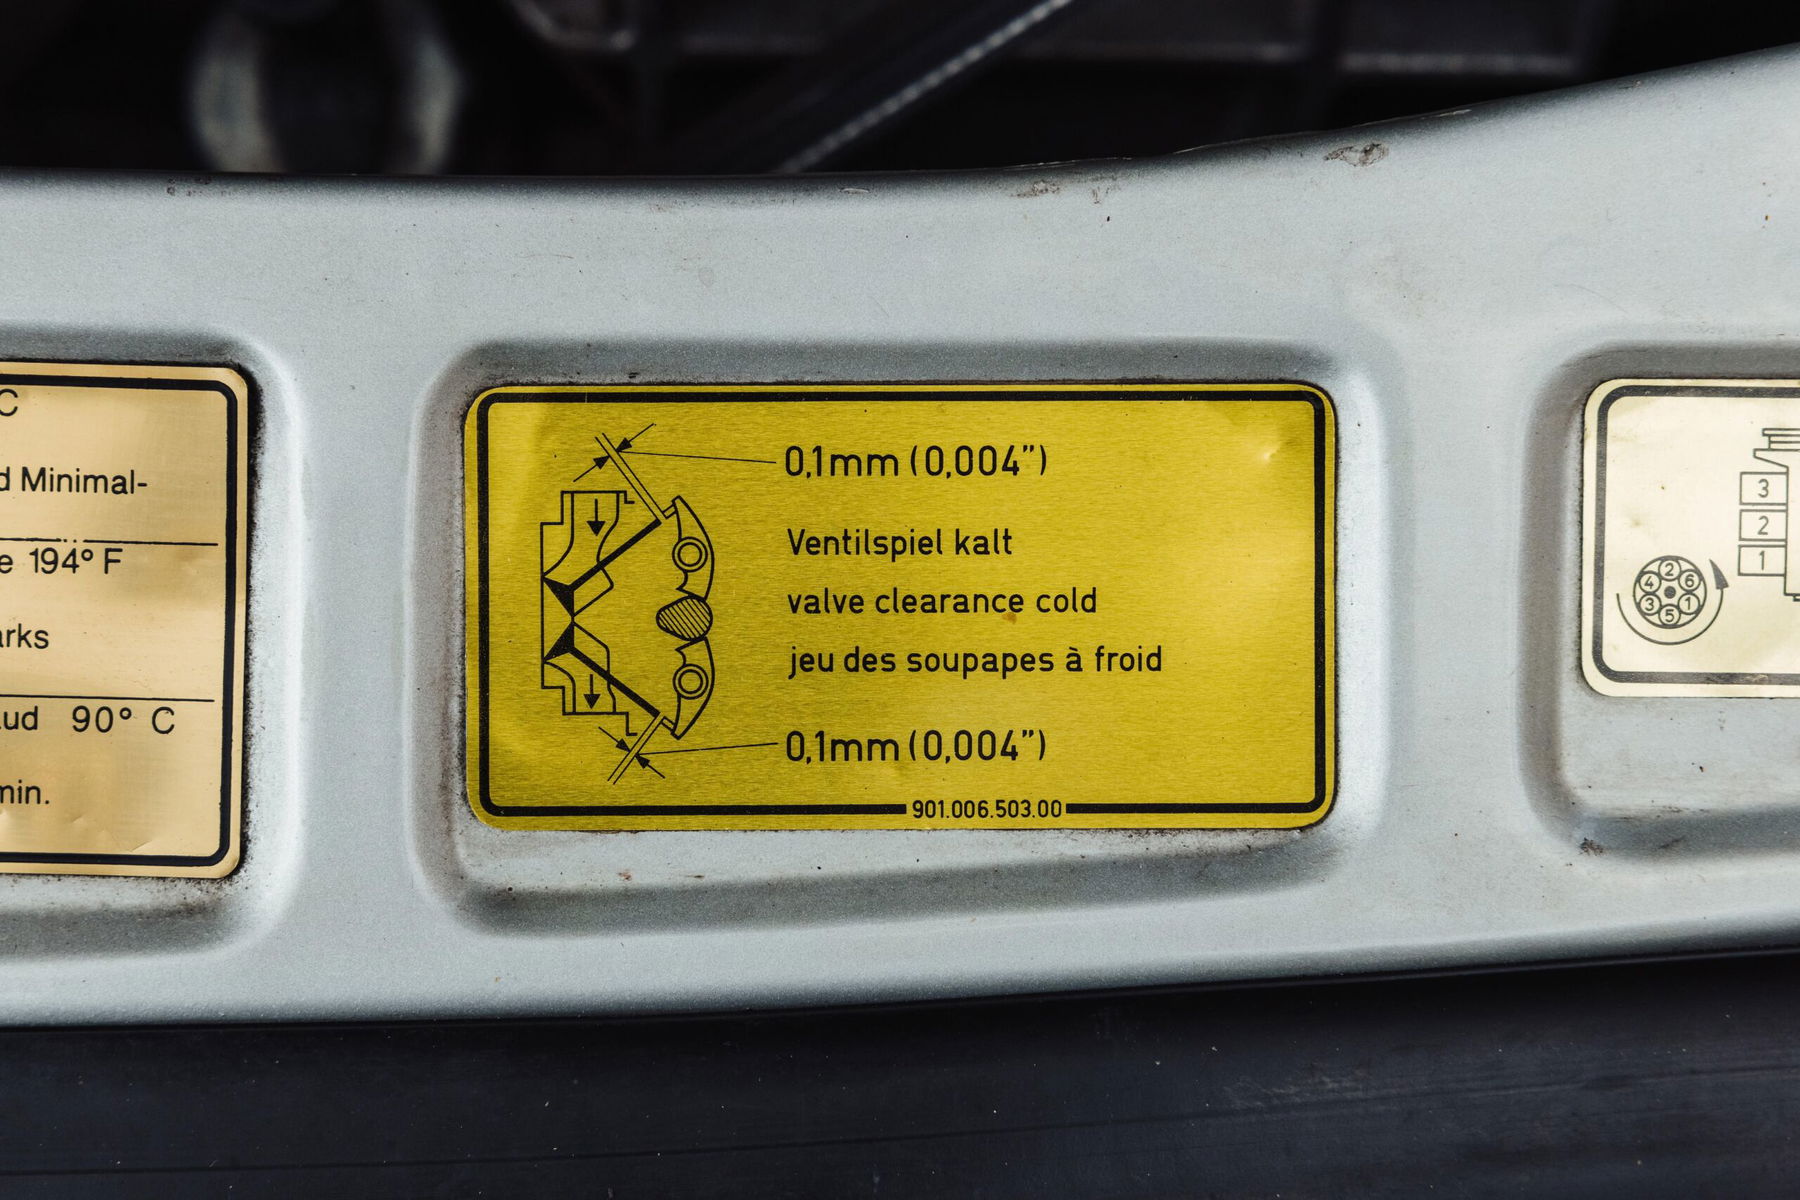 C
d Minimal-
e 194° F
arks
aud 90° C
min.
0,1mm (0,004”)
Ventilspiel kalt
valve clearance cold
jeu des soupapes à froid
0,1mm (0,004”)
901.006.503.00
3
2
1
2
4 6
3 1
5